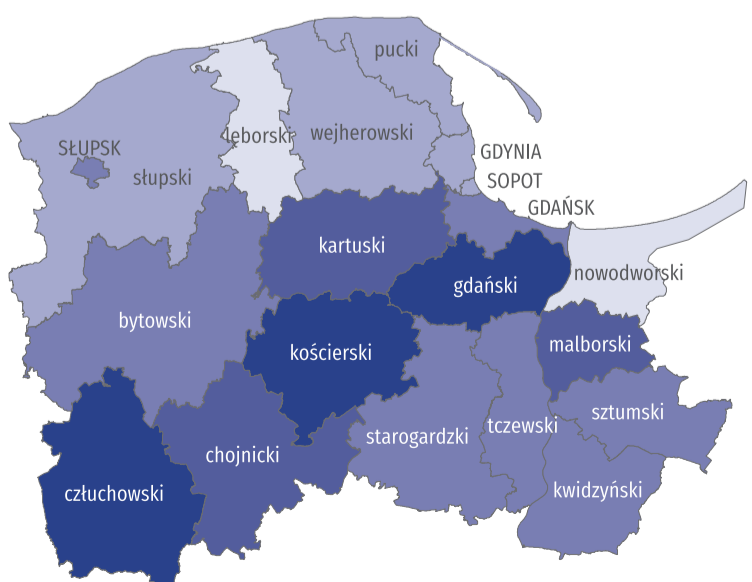 pucki
lęborski
wejherowski
SŁUPSK
słupski
GDYNIA
SOPOT
GDAŃSK
kartuski
gdański
nowodworski
bytowski
kościerski
malborski
sztumski
starogardzki
tczewski
chojnicki
człuchowski
kwidzyński